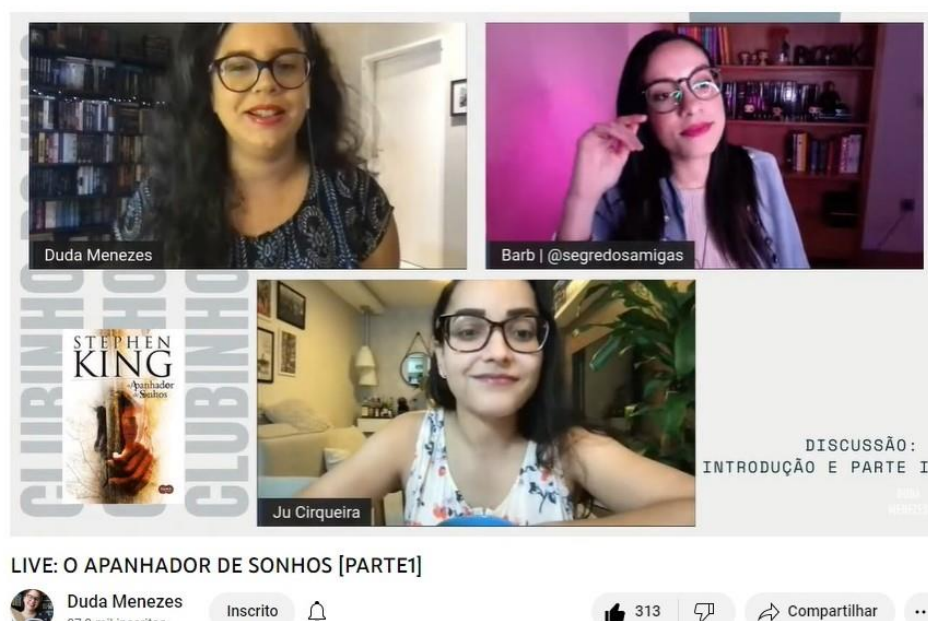 CLUBINHO
CLUBINHO
Duda Menezes
Barb | @segredosamigas
STEPHEN
KING
o Apanhador
de Sonhos
Ju Cirqueira
DISCUSSÃO:
INTRODUÇÃO E PARTE I
LIVE: O APANHADOR DE SONHOS [PARTE1]
Duda Menezes
Inscrito
313
Compartilhar